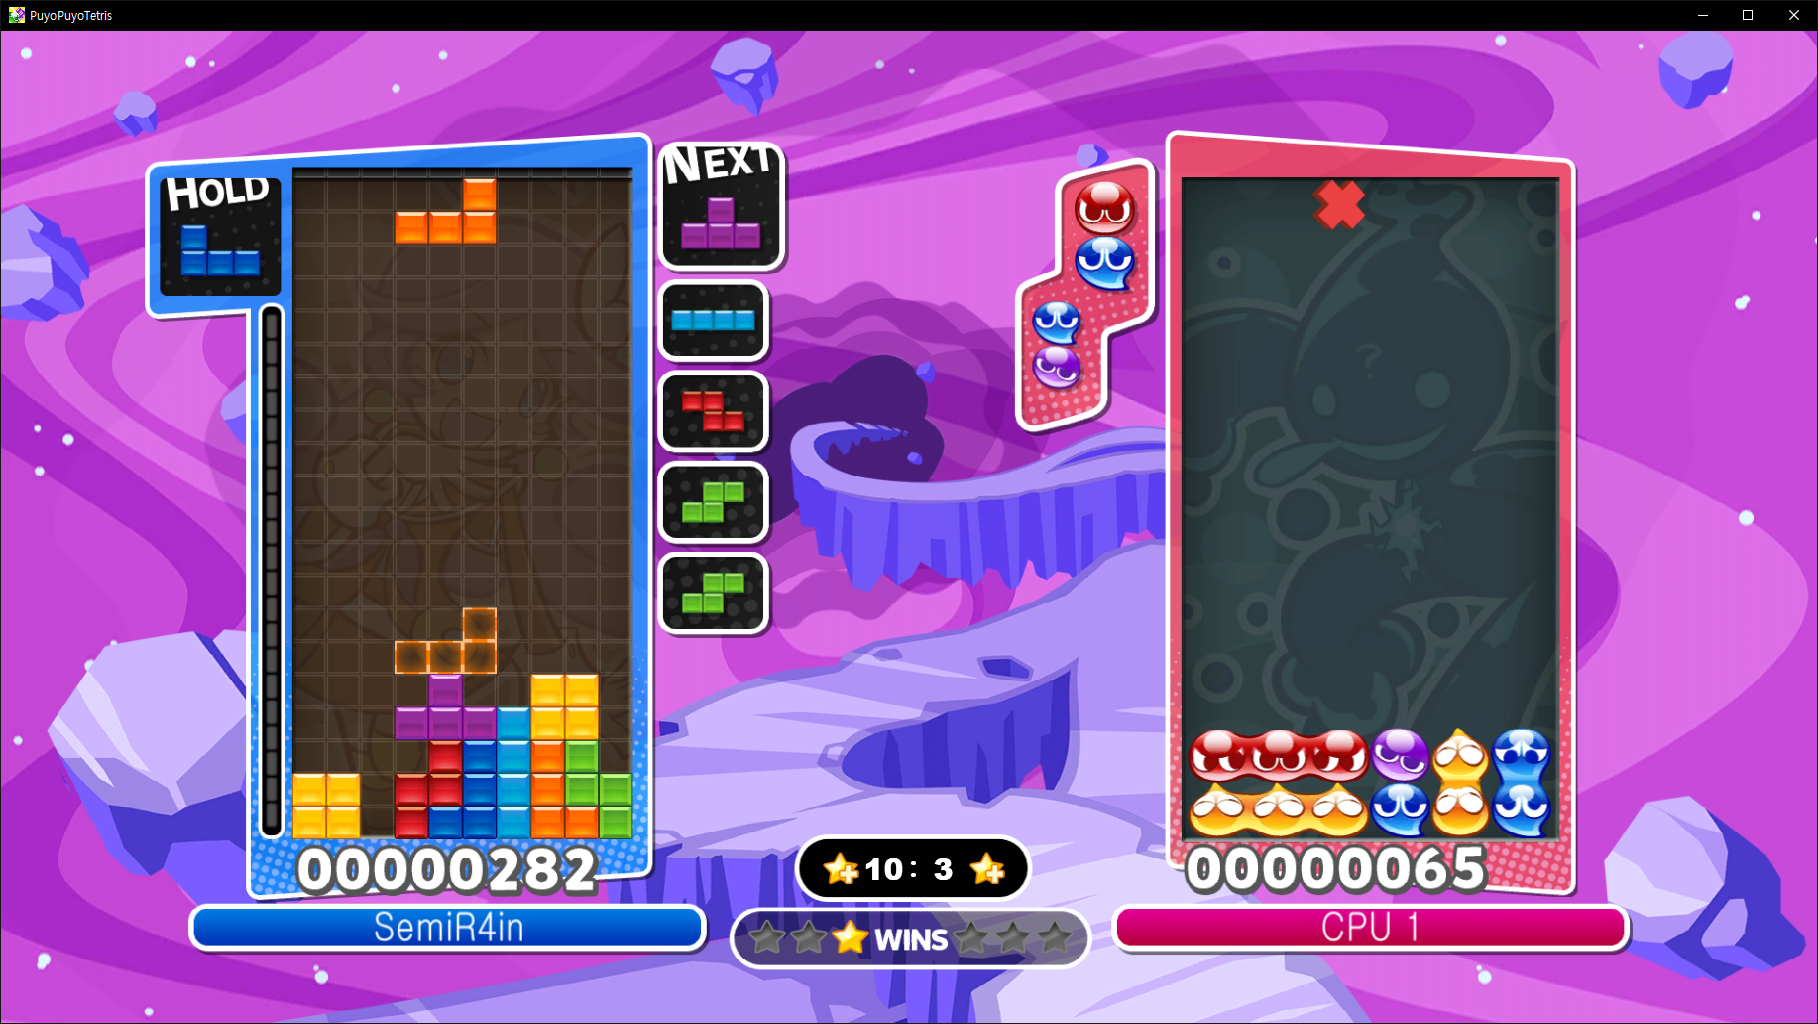 PuyoPuyoTetris
HOLD
NEXT
00000282
00000065
10: 3
SemiR4in
WINS
CPU 1